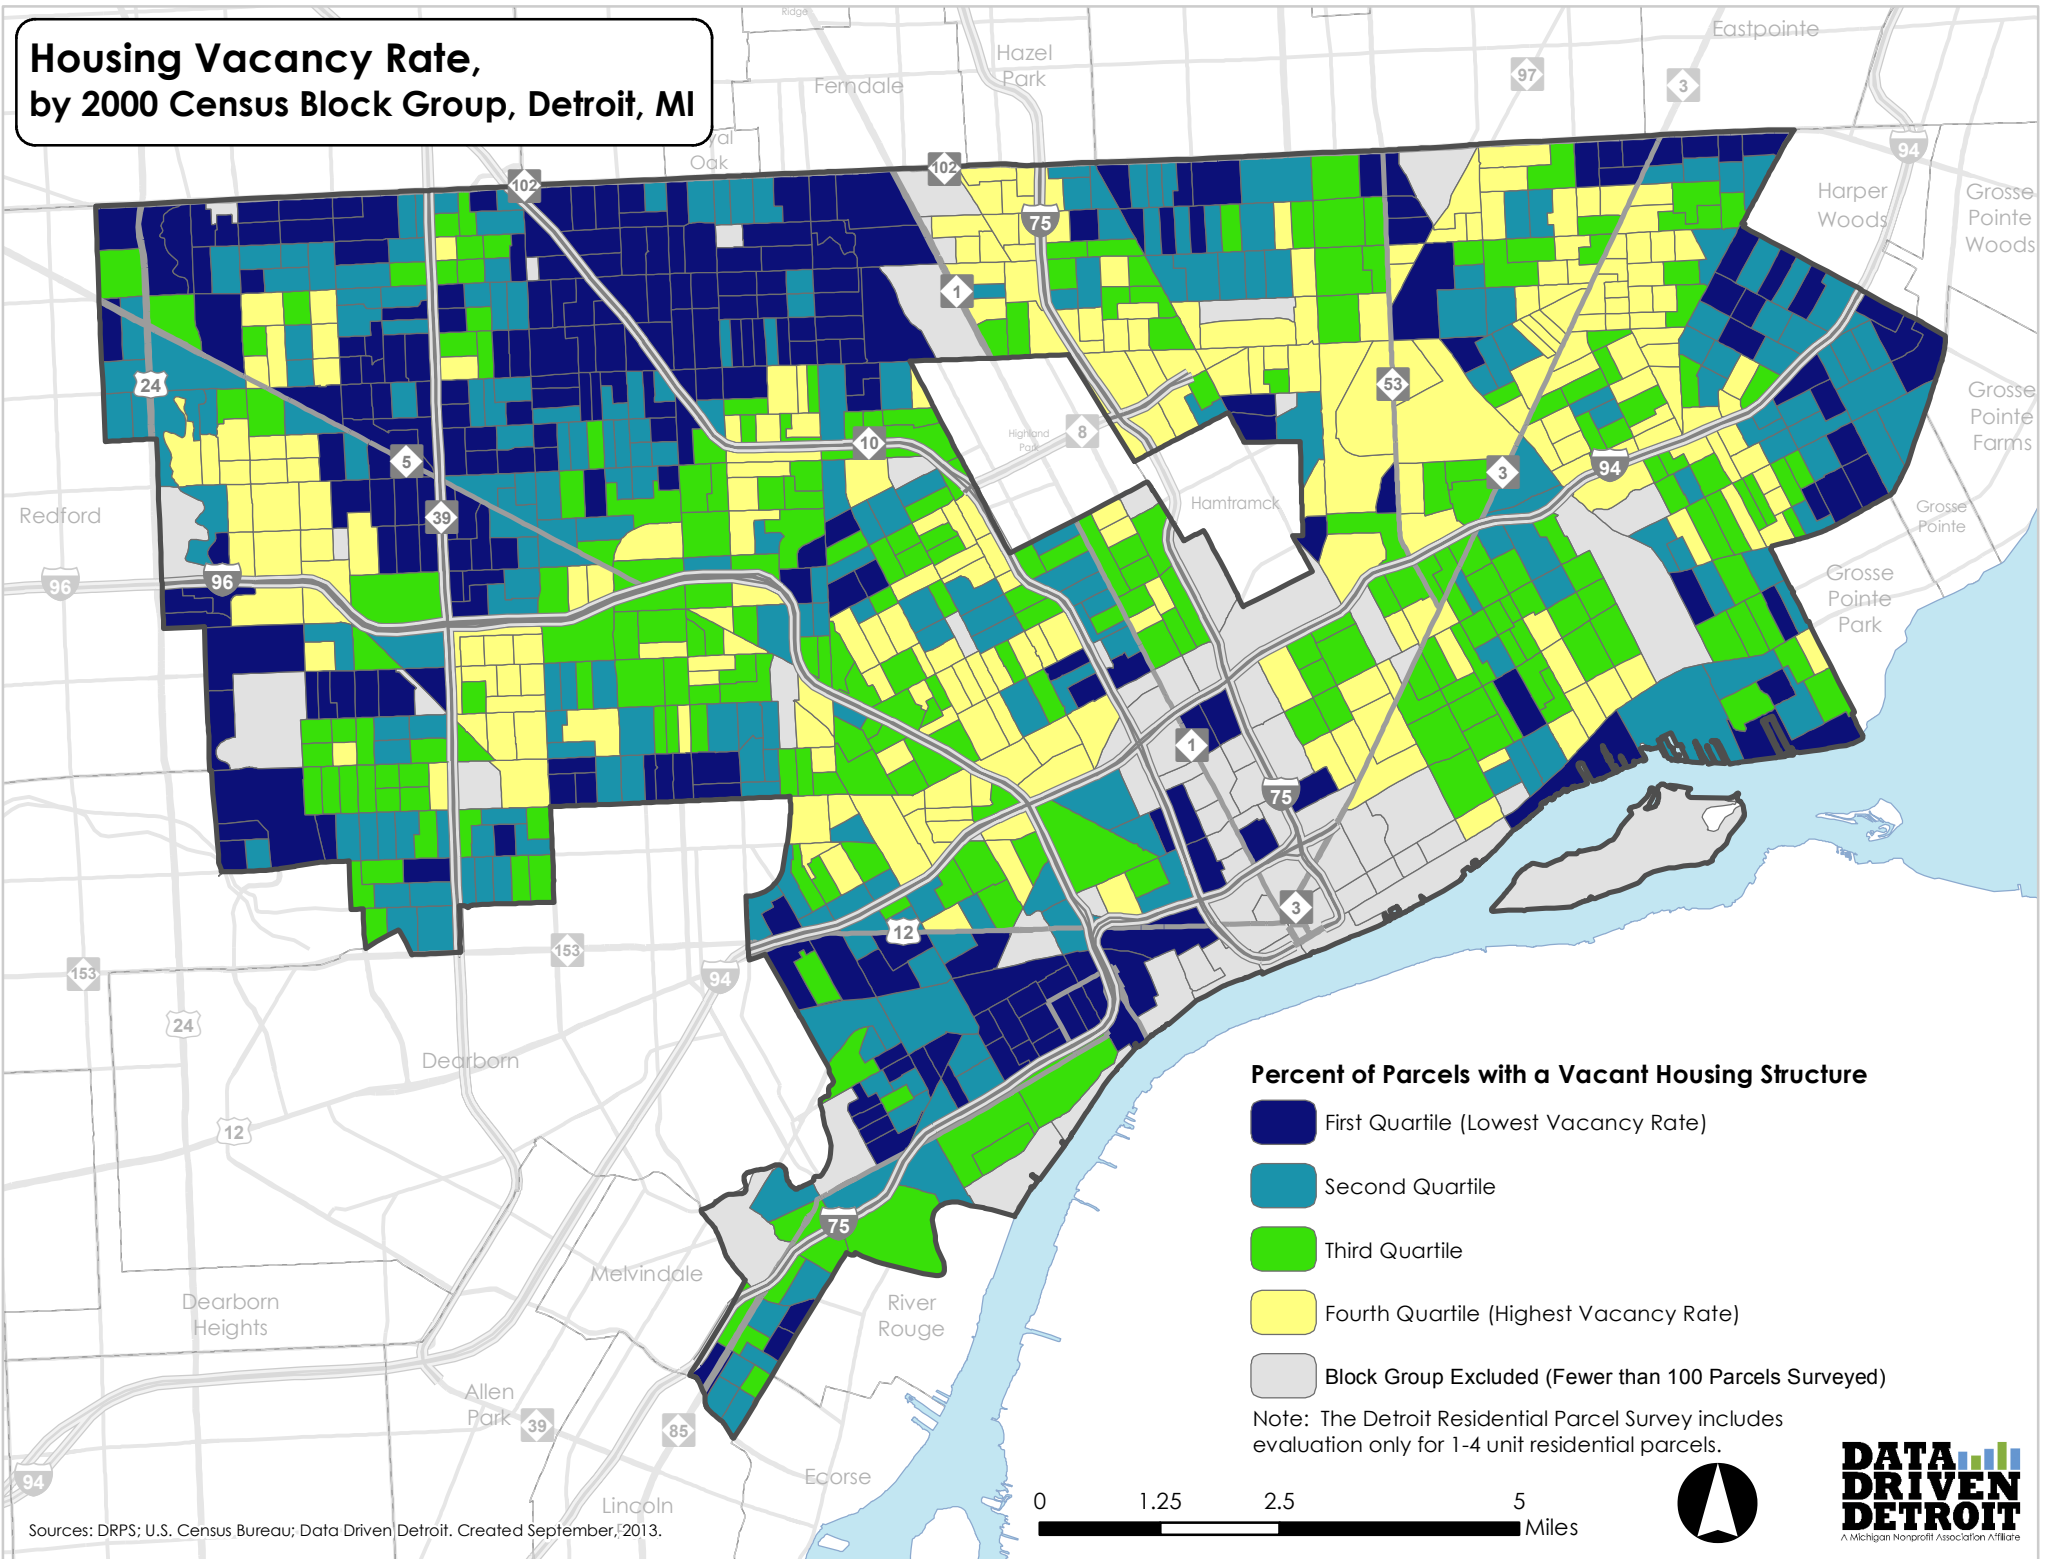 Housing Vacancy Rate,
by 2000 Census Block Group, Detroit, MI
Ridge
Hazel
Park
Ferndale
Eastpointe
97
3
94
Oak
102
102
75
Harper
Woods
Grosse
Pointe
Woods
1
24
53
Grosse
Pointe
Farms
Highland
Park
8
10
5
3
94
Hamtramck
39
Redford
Grosse
Pointe
96
96
Grosse
Pointe
Park
1
75
12
3
153
153
94
24
Dearborn
12
75
Melvindale
Dearborn
Heights
River
Rouge
Allen
Park
39
85
94
Ecorse
Lincoln
Percent of Parcels with a Vacant Housing Structure
First Quartile (Lowest Vacancy Rate)
Second Quartile
Third Quartile
Fourth Quartile (Highest Vacancy Rate)
Block Group Excluded (Fewer than 100 Parcels Surveyed)
Note: The Detroit Residential Parcel Survey includes
evaluation only for 1-4 unit residential parcels.
0 1.25 2.5 5
Miles
DATA
DRIVEN
DETROIT
A Michigan Nonprofit Association Affiliate
Sources: DRPS; U.S. Census Bureau; Data Driven Detroit. Created September, 2013.